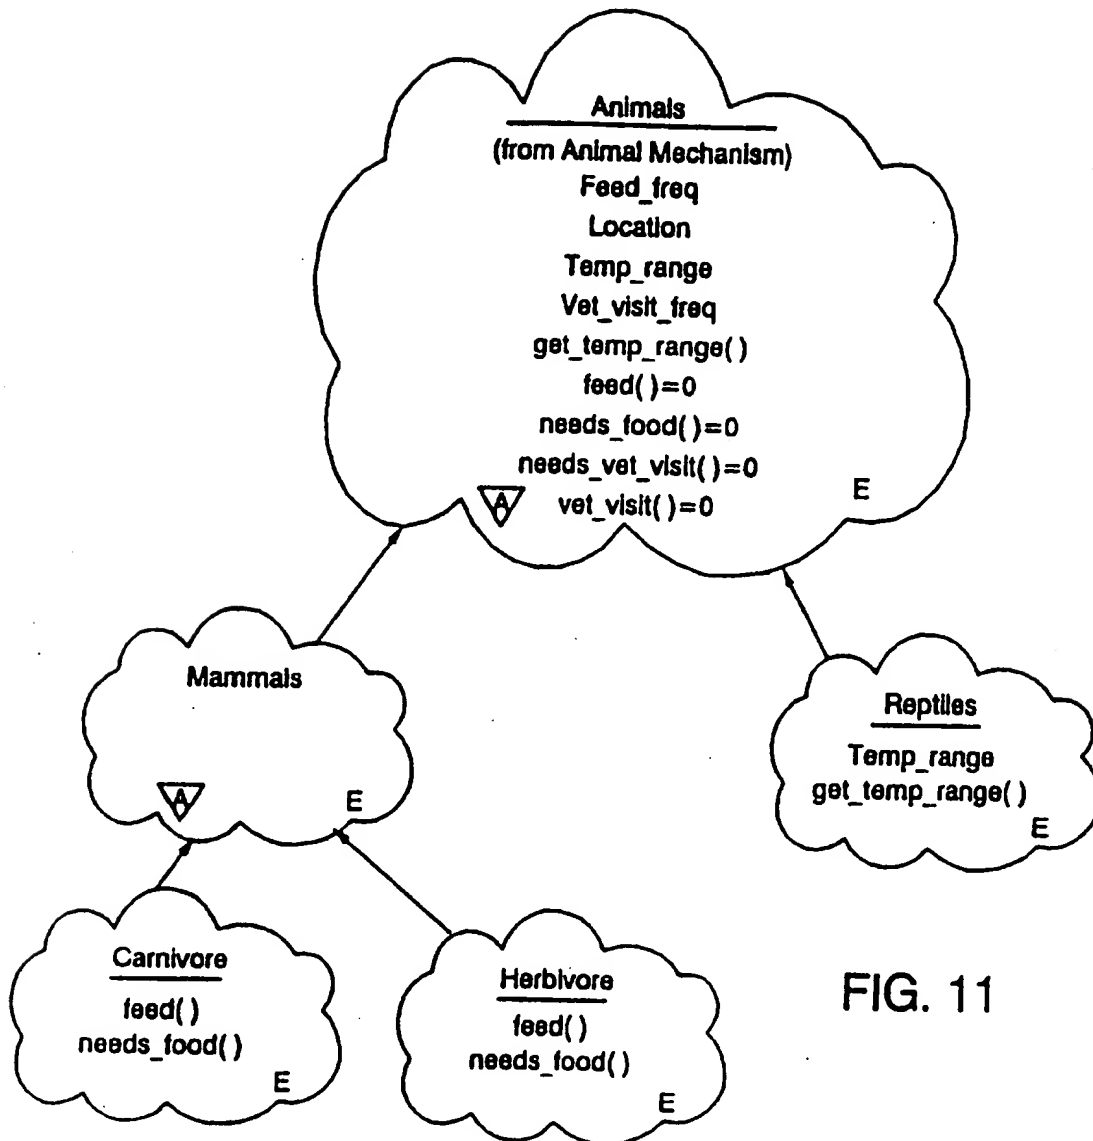 Animals
(from Animal Mechanism)
Feed_freq
Location
Temp_range
Vet_visit_freq
get_temp_range( )
feed( )=0
needs_food( )=0
needs_vet_visit( )=0
A
vet_visit( )=0
E
Mammals
A
E
Reptiles
Temp_range
get_temp_range( )
E
Carnivore
feed( )
needs_food( )
E
Herbivore
feed( )
needs_food( )
E
FIG. 11